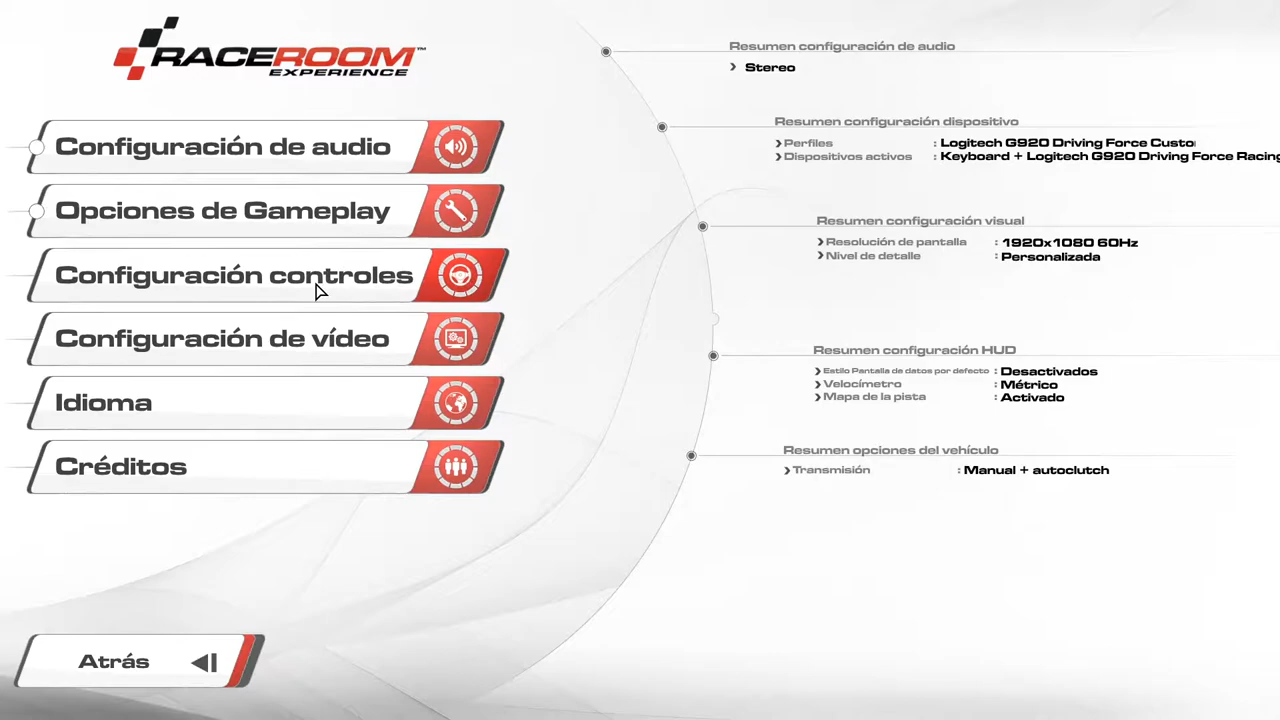 RACEROOM™
EXPERIENCE
Configuración de audio
Opciones de Gameplay
Configuración controles
Configuración de vídeo
Idioma
Créditos
Atrás
Resumen configuración de audio
Stereo
Resumen configuración dispositivo
Perfiles : Logitech G920 Driving Force Custo
Dispositivos activos : Keyboard + Logitech G920 Driving Force Racing
Resumen configuración visual
Resolución de pantalla : 1920x1080 60Hz
Nivel de detalle : Personalizada
Resumen configuración HUD
Estilo Pantalla de datos por defecto : Desactivados
Velocímetro : Métrico
Mapa de la pista : Activado
Resumen opciones del vehículo
Transmisión : Manual + autoclutch